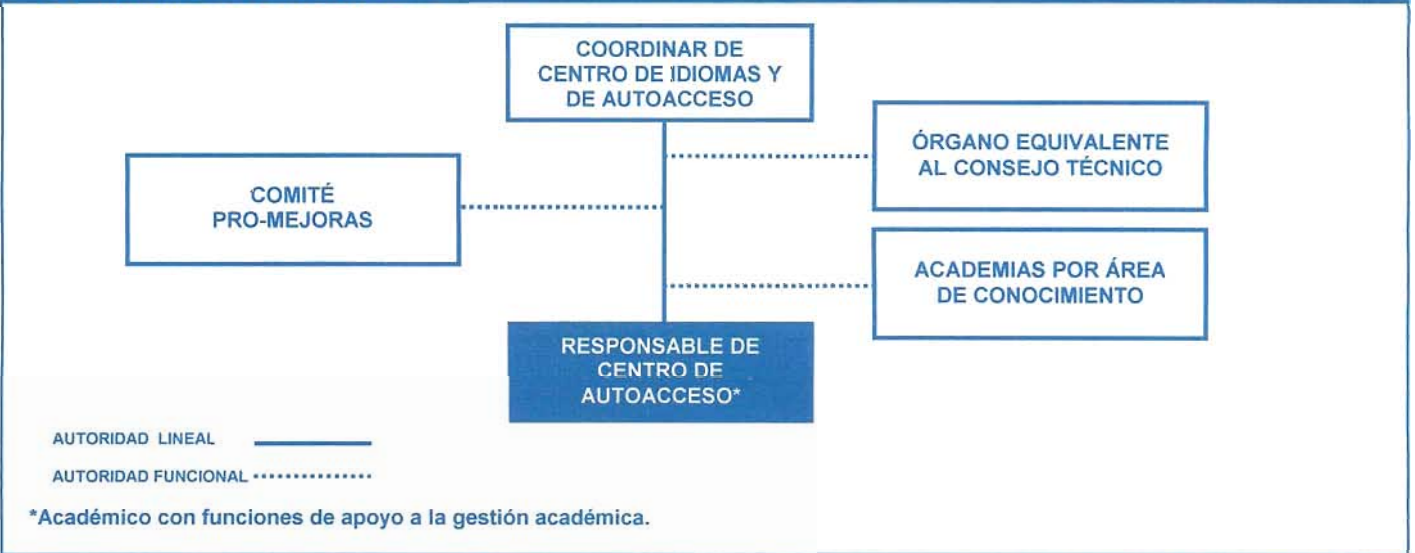 COORDINAR DE
CENTRO DE IDIOMAS Y
DE AUTOACCESO
ÓRGANO EQUIVALENTE
AL CONSEJO TÉCNICO
COMITÉ
PRO-MEJORAS
ACADEMIAS POR ÁREA
DE CONOCIMIENTO
RESPONSABLE DE
CENTRO DE
AUTOACCESO*
AUTORIDAD LINEAL
AUTORIDAD FUNCIONAL
*Académico con funciones de apoyo a la gestión académica.